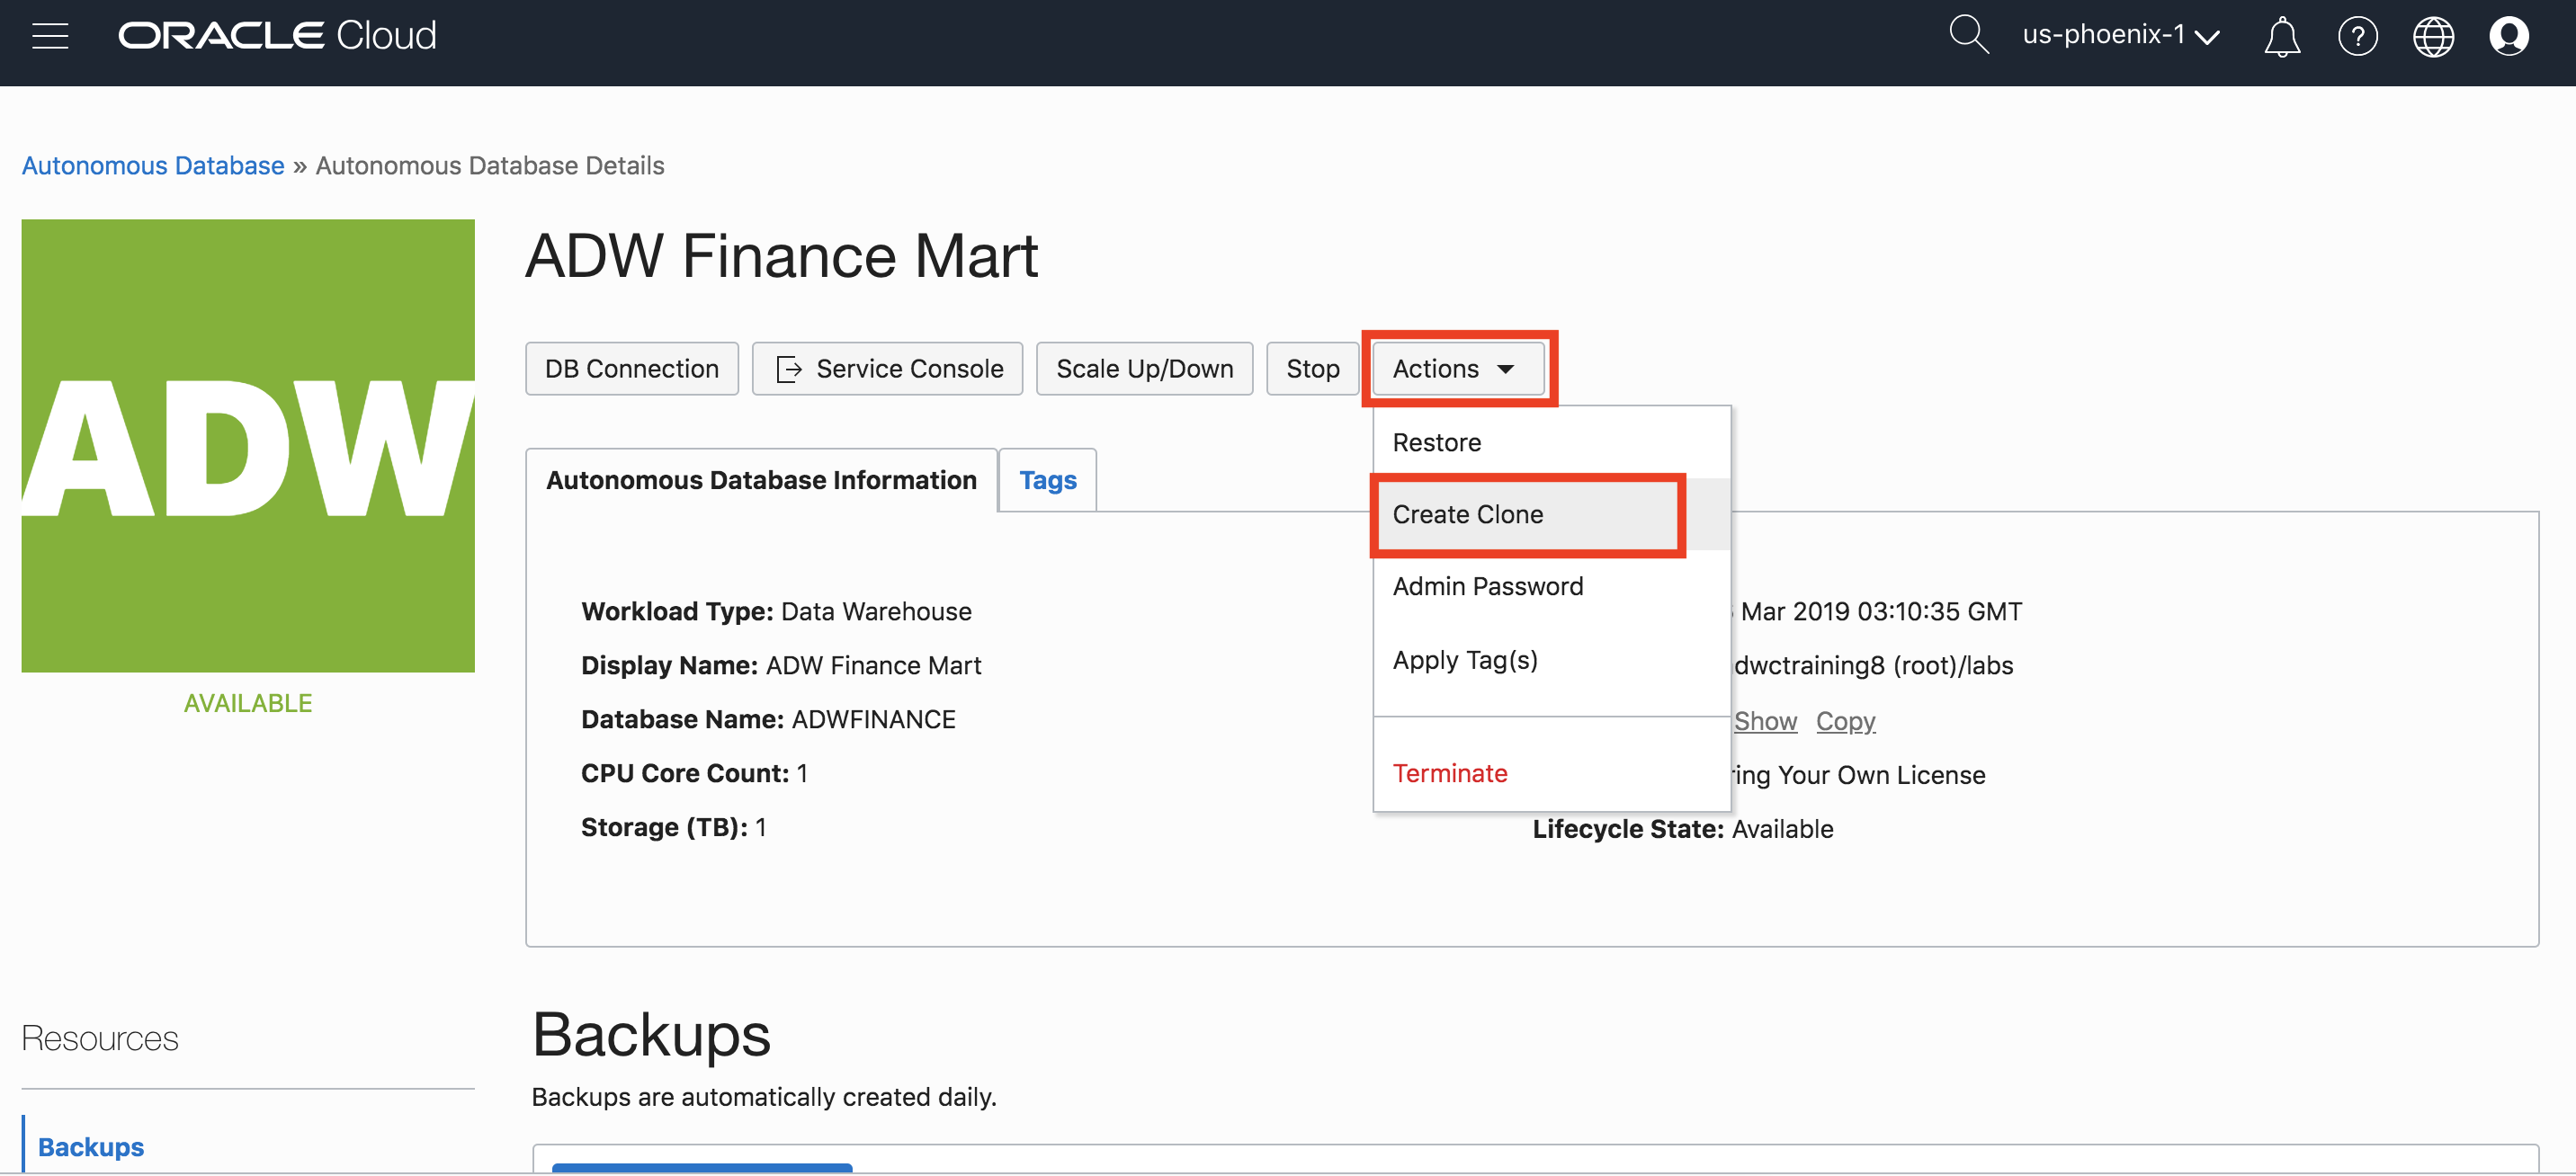 ORACLE Cloud
us-phoenix-1
Autonomous Database » Autonomous Database Details
ADW
AVAILABLE
ADW Finance Mart
DB Connection
Service Console
Scale Up/Down
Stop
Actions
Restore
Create Clone
Admin Password
Apply Tag(s)
Terminate
Autonomous Database Information
Tags
Workload Type: Data Warehouse
Display Name: ADW Finance Mart
Database Name: ADWFINANCE
CPU Core Count: 1
Storage (TB): 1
Mar 2019 03:10:35 GMT
dwctraining8 (root)/labs
Show Copy
ing Your Own License
Lifecycle State: Available
Resources
Backups
Backups
Backups are automatically created daily.